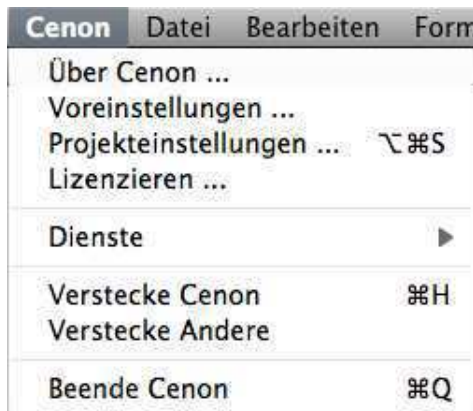 Cenon Datei Bearbeiten Form
Über Cenon ...
Voreinstellungen ...
Projekteinstellungen ... ⌥⌘S
Lizenzieren ...
Dienste
Verstecke Cenon ⌘H
Verstecke Andere
Beende Cenon ⌘Q